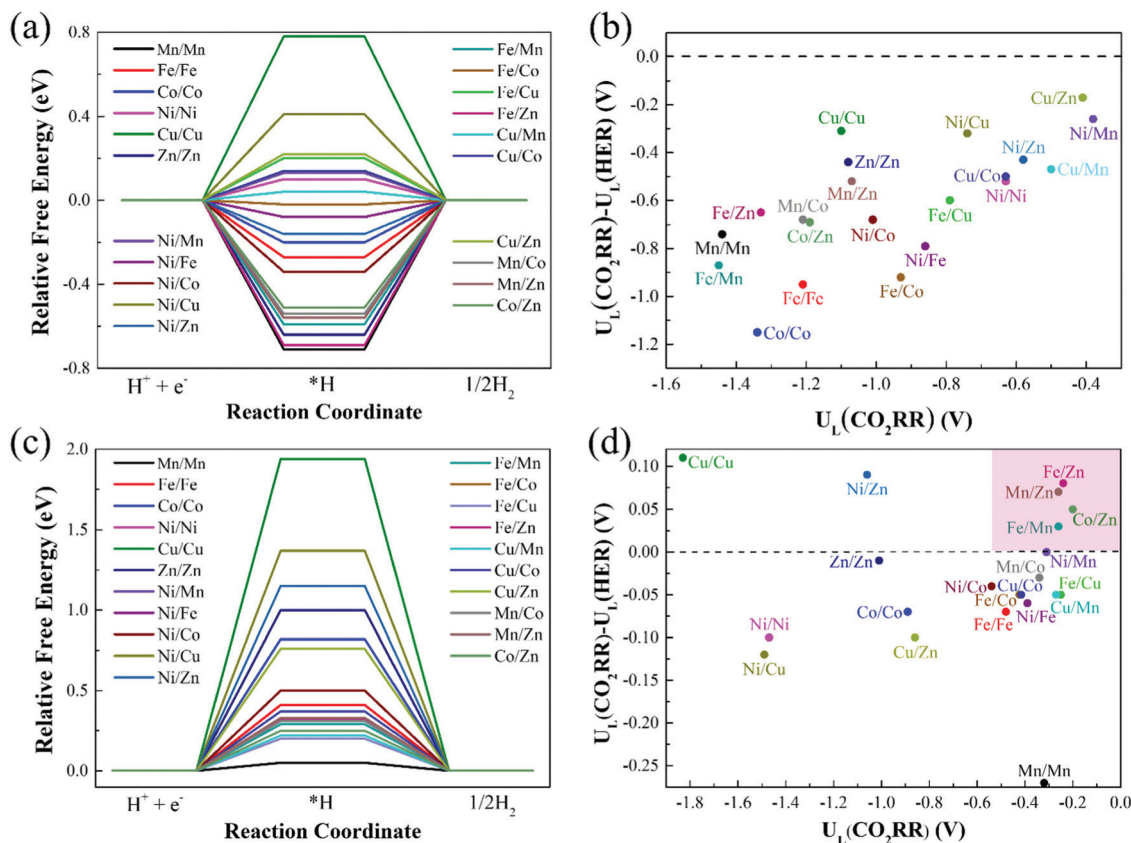 (a)
Relative Free Energy (eV)
0.8
0.4
0.0
-0.4
-0.8
Mn/Mn
Fe/Fe
Co/Co
Ni/Ni
Cu/Cu
Zn/Zn
Fe/Mn
Fe/Co
Fe/Cu
Fe/Zn
Cu/Mn
Cu/Co
Ni/Mn
Ni/Fe
Ni/Co
Ni/Cu
Ni/Zn
Cu/Zn
Mn/Co
Mn/Zn
Co/Zn
H⁺ + e⁻ *H 1/2H₂
Reaction Coordinate
(b)
U_L(CO₂RR)-U_L(HER) (V)
0.0
-0.2
-0.4
-0.6
-0.8
-1.0
-1.2
Cu/Zn
Ni/Mn
Cu/Cu
Ni/Cu
Zn/Zn
Ni/Zn
Mn/Zn
Cu/Co
Cu/Mn
Ni/Ni
Fe/Zn
Mn/Co
Fe/Cu
Co/Zn
Ni/Co
Mn/Mn
Ni/Fe
Fe/Mn
Fe/Fe
Fe/Co
Co/Co
-1.6 -1.4 -1.2 -1.0 -0.8 -0.6 -0.4
U_L(CO₂RR) (V)
(c)
Relative Free Energy (eV)
2.0
1.5
1.0
0.5
0.0
Mn/Mn
Fe/Fe
Co/Co
Ni/Ni
Cu/Cu
Zn/Zn
Ni/Mn
Ni/Fe
Ni/Co
Ni/Cu
Ni/Zn
Fe/Mn
Fe/Co
Fe/Cu
Fe/Zn
Cu/Mn
Cu/Co
Cu/Zn
Mn/Co
Mn/Zn
Co/Zn
H⁺ + e⁻ *H 1/2H₂
Reaction Coordinate
(d)
U_L(CO₂RR)-U_L(HER) (V)
0.10
0.05
0.00
-0.05
-0.10
-0.15
-0.20
-0.25
Cu/Cu
Ni/Zn
Fe/Zn
Mn/Zn
Co/Zn
Fe/Mn
Zn/Zn
Ni/Mn
Mn/Co
Ni/Co
Cu/Co
Fe/Cu
Fe/Co
Cu/Mn
Co/Co
Ni/Fe
Fe/Fe
Ni/Ni
Cu/Zn
Ni/Cu
Mn/Mn
-1.8 -1.6 -1.4 -1.2 -1.0 -0.8 -0.6 -0.4 -0.2 0.0
U_L(CO₂RR) (V)